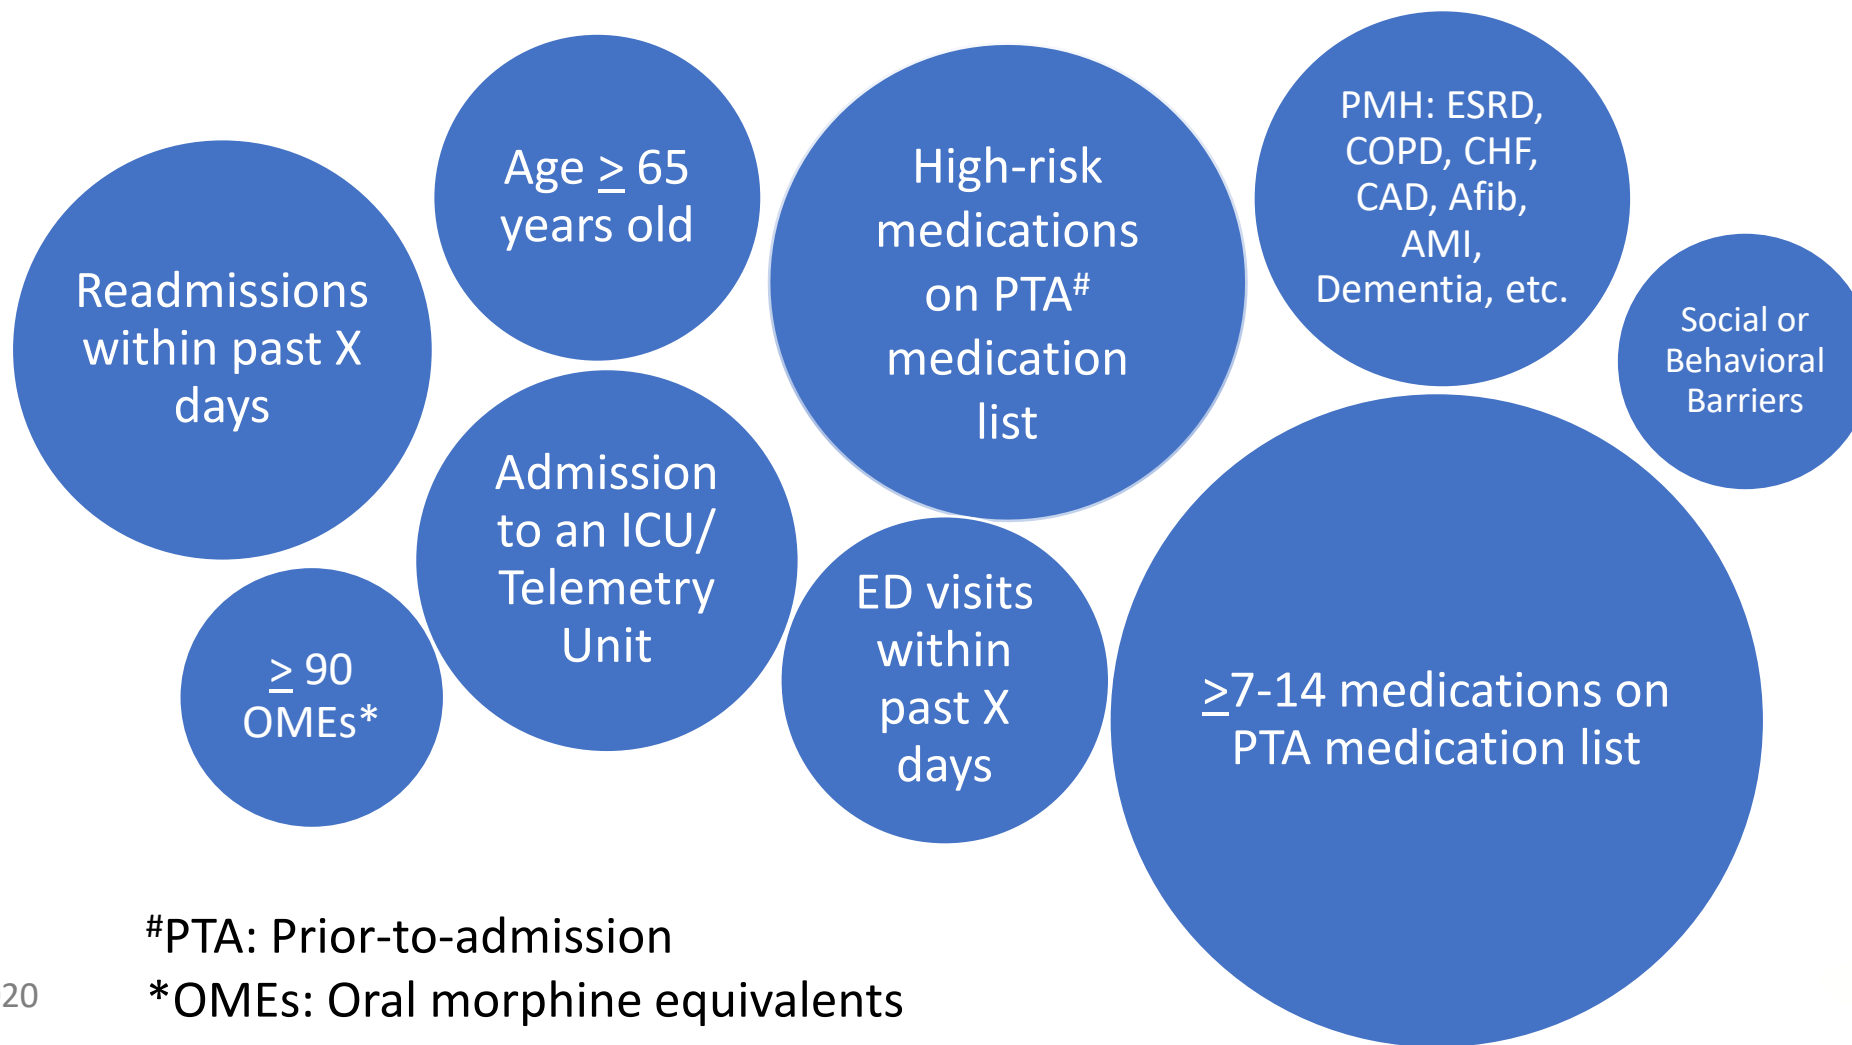 Readmissions
within past X
days
Age ≥ 65
years old
High-risk
medications
on PTA#
medication
list
PMH: ESRD,
COPD, CHF,
CAD, Afib,
AMI,
Dementia, etc.
Social or
Behavioral
Barriers
≥ 90
OMEs*
Admission
to an ICU/
Telemetry
Unit
ED visits
within
past X
days
≥7-14 medications on
PTA medication list
#PTA: Prior-to-admission
*OMEs: Oral morphine equivalents
20